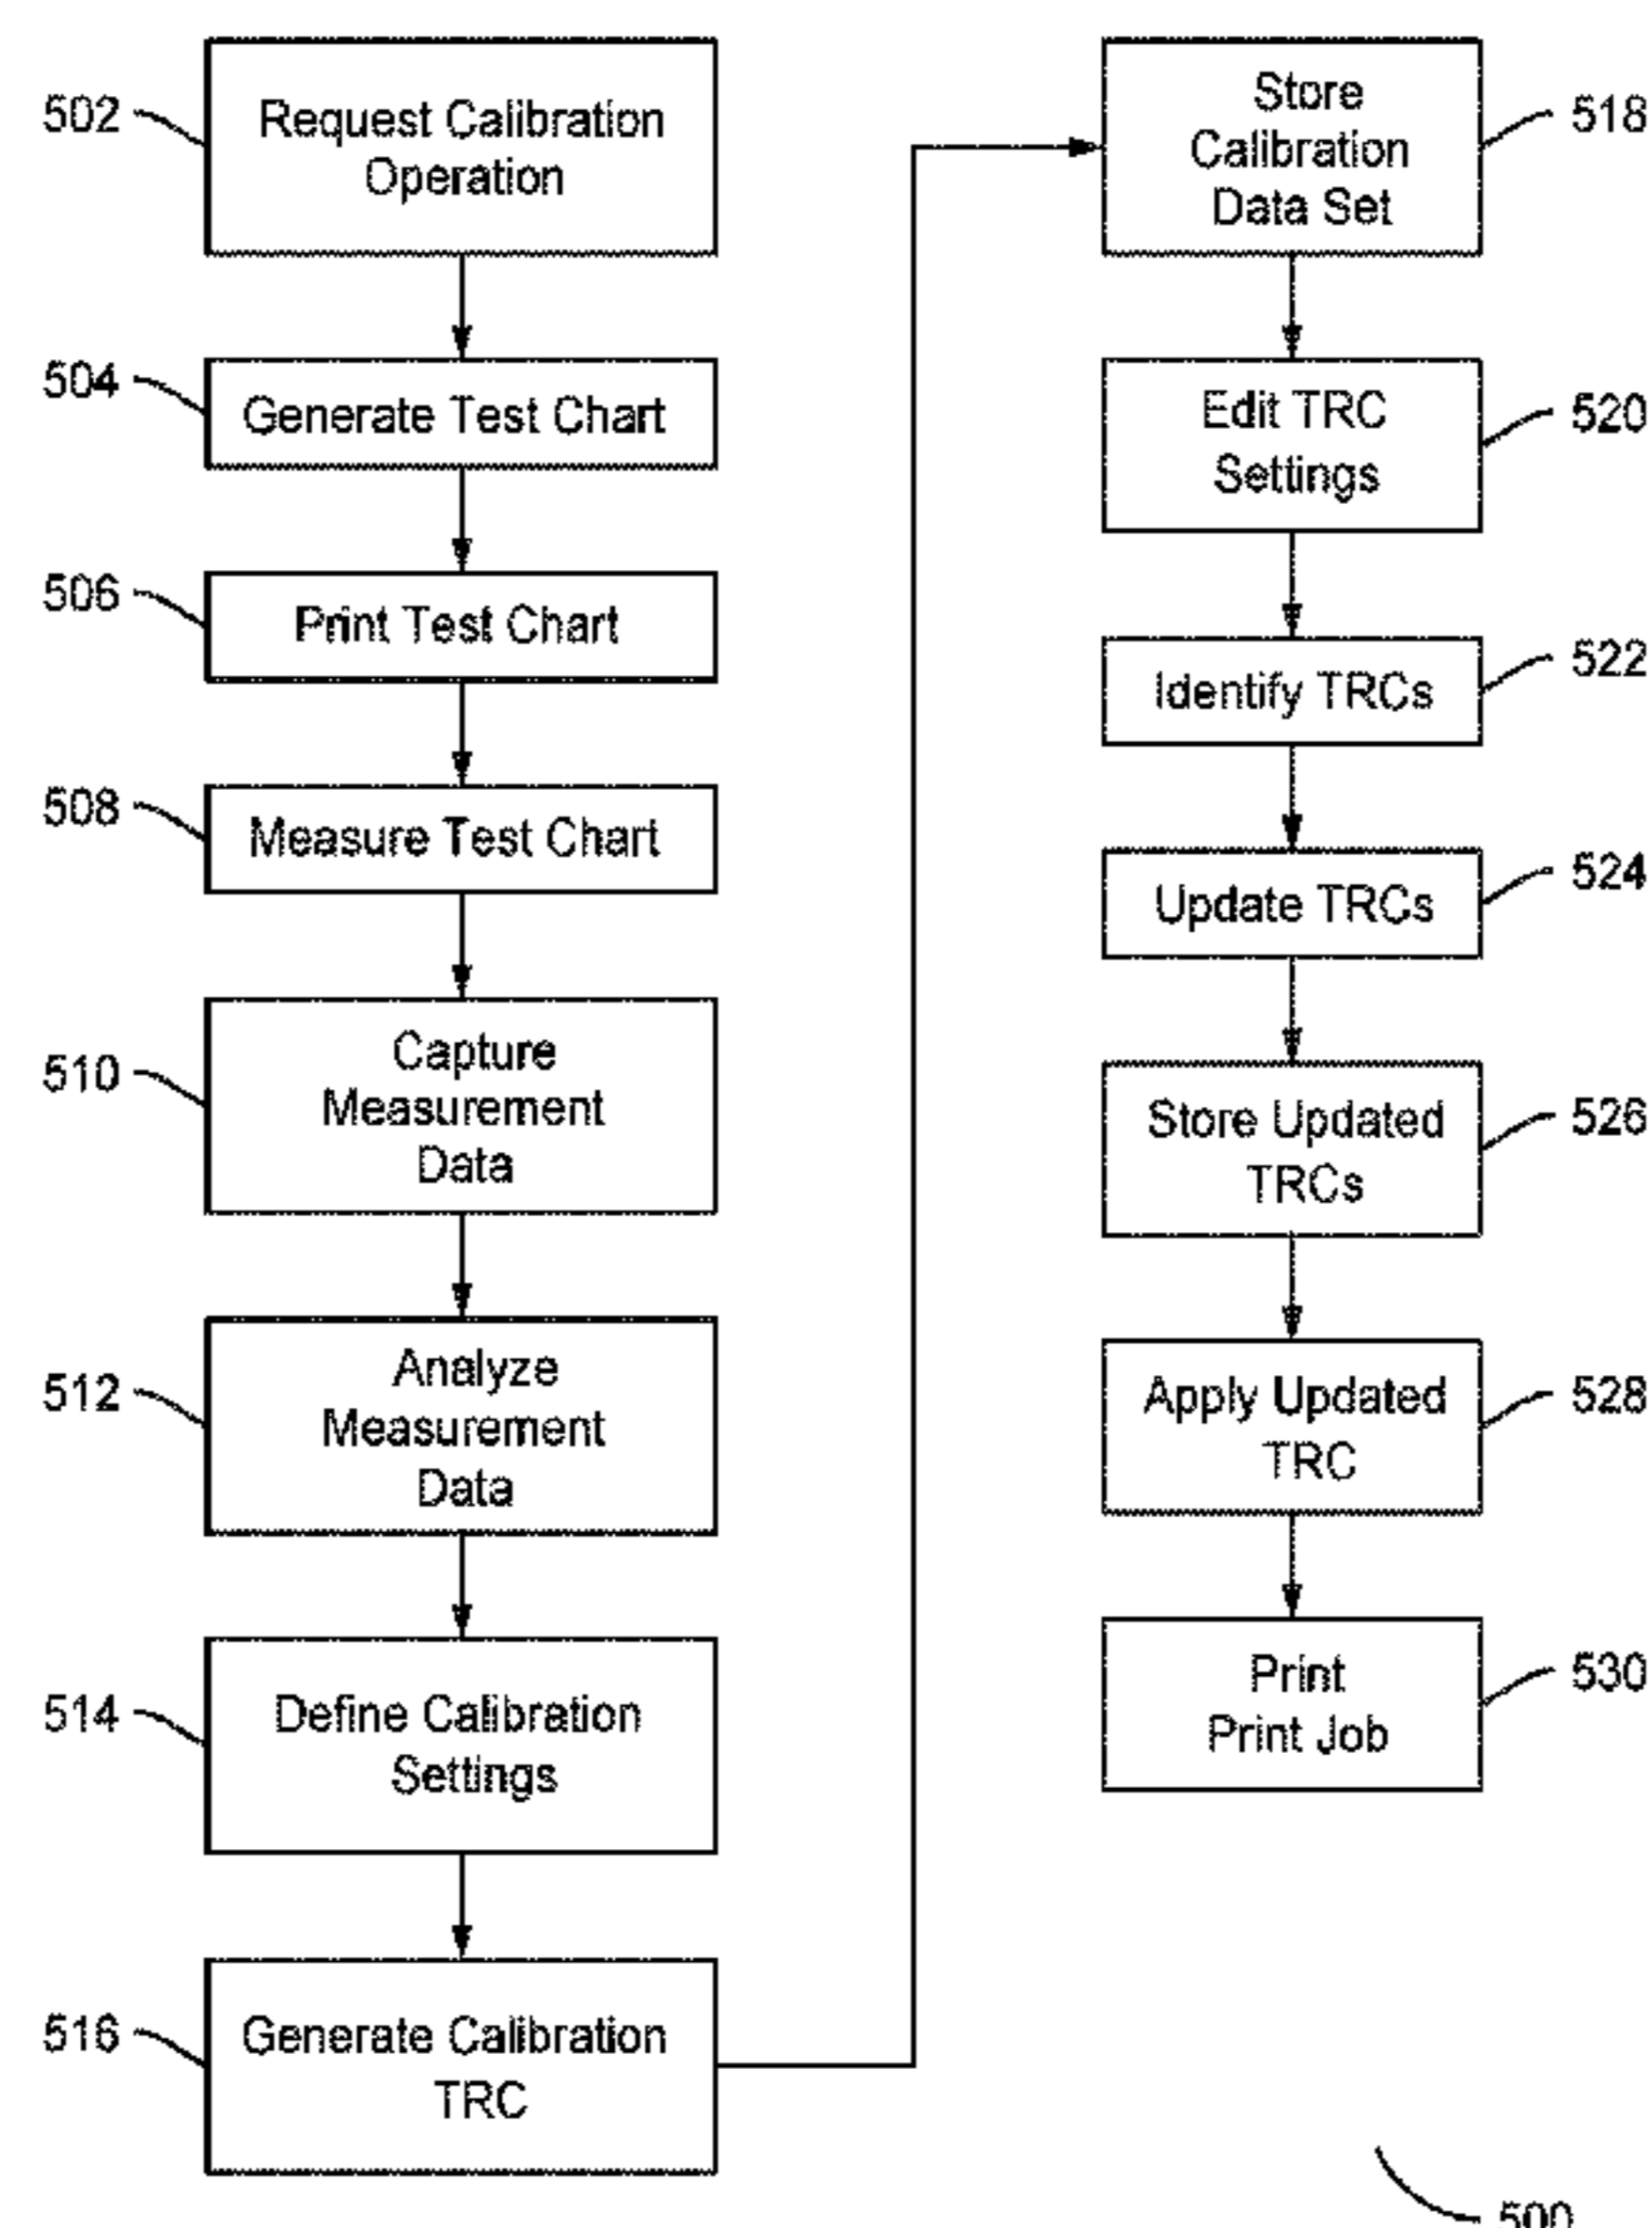 502
Request Calibration
Operation
504
Generate Test Chart
506
Print Test Chart
508
Measure Test Chart
510
Capture
Measurement
Data
512
Analyze
Measurement
Data
514
Define Calibration
Settings
516
Generate Calibration
TRC
Store
Calibration
Data Set
518
Edit TRC
Settings
520
Identify TRCs
522
Update TRCs
524
Store Updated
TRCs
526
Apply Updated
TRC
528
Print
Print Job
530
500